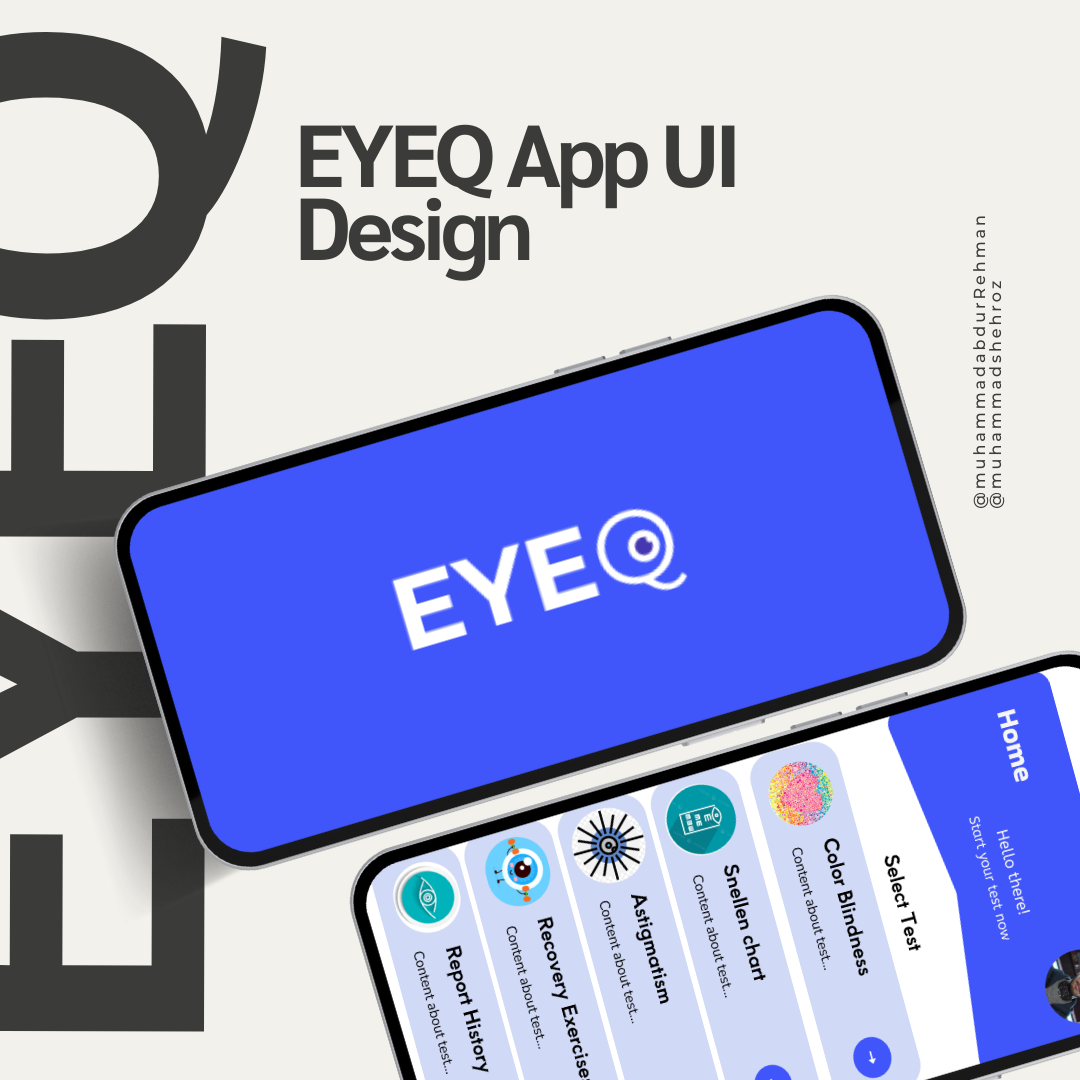 EYEQ
EYEQ App UI
Design
@muhammadabdurRehman
@muhammadshehroz
EYEQ
Home
Hello there!
Start your test now
Select Test
Color Blindness
Content about test...
Snellen chart
Content about test...
Astigmatism
Content about test...
Recovery Exercises
Content about test...
Report History
Content about test...